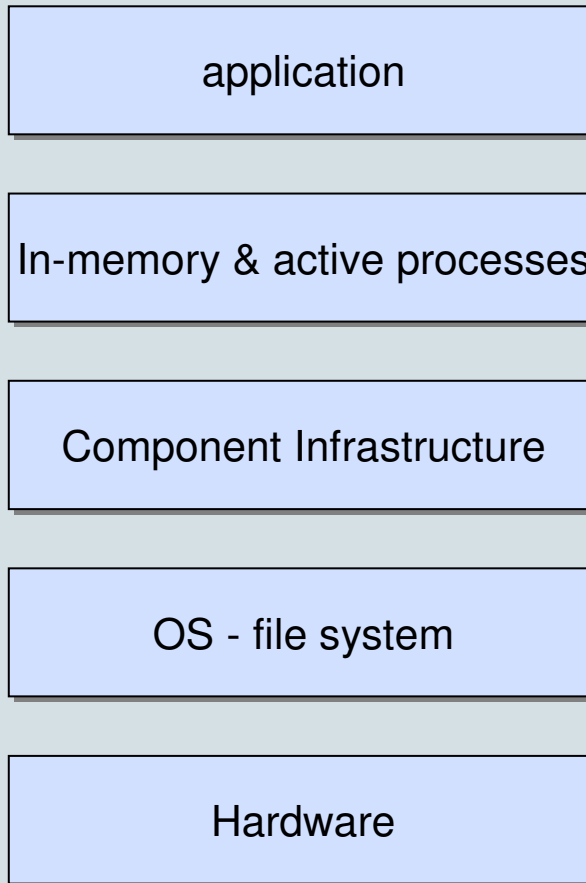 application
In-memory & active processes
Component Infrastructure
OS - file system
Hardware